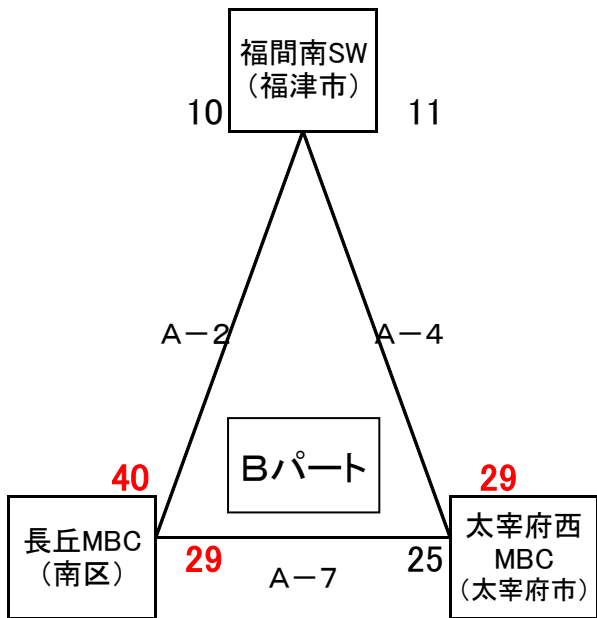 福間南SW
（福津市）
10
11
A－2
A－4
Bパート
40
29
長丘MBC
（南区）
29
A－7
25
太宰府西
MBC
（太宰府市）